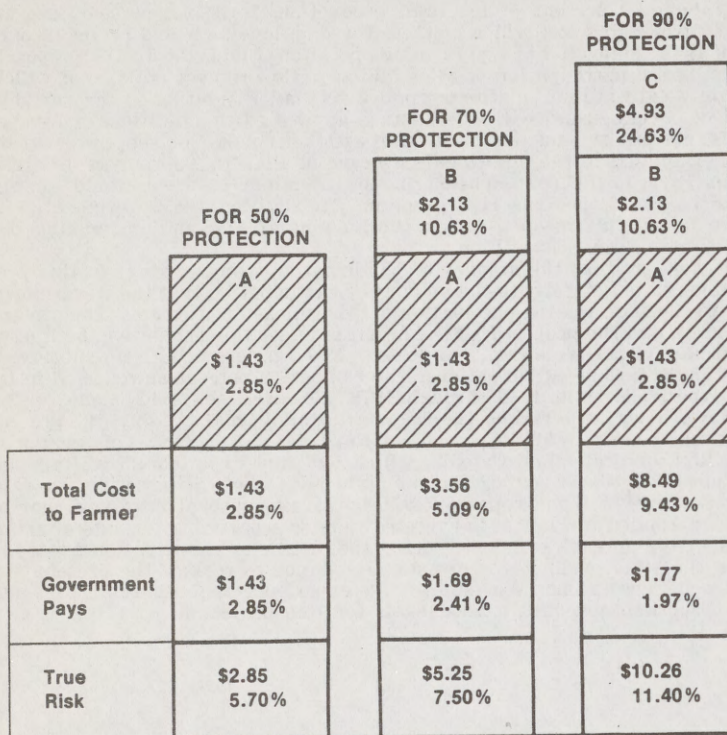 FOR 50%
PROTECTION
A
$1.43
2.85%
FOR 70%
PROTECTION
B
$2.13
10.63%
A
$1.43
2.85%
FOR 90%
PROTECTION
C
$4.93
24.63%
B
$2.13
10.63%
A
$1.43
2.85%
Total Cost
to Farmer
$1.43
2.85%
$3.56
5.09%
$8.49
9.43%
Government
Pays
$1.43
2.85%
$1.69
2.41%
$1.77
1.97%
True
Risk
$2.85
5.70%
$5.25
7.50%
$10.26
11.40%